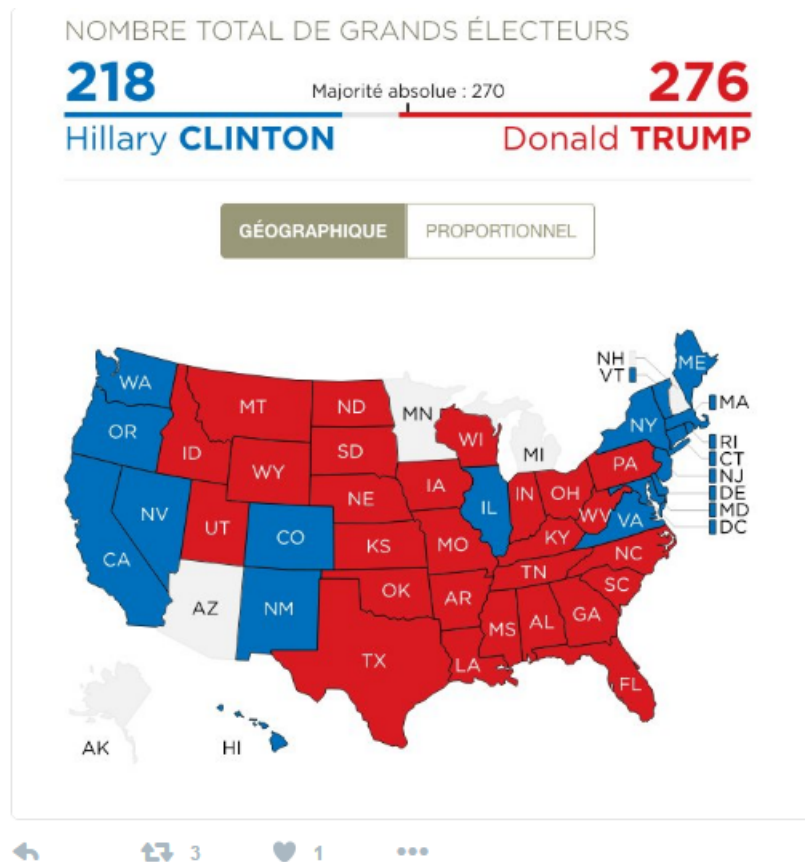 NOMBRE TOTAL DE GRANDS ÉLECTEURS
218 Majorité absolue : 270 276
Hillary CLINTON Donald TRUMP
GÉOGRAPHIQUE PROPORTIONNEL
NH
VT
ME
WA
MA
MT
ND
MN
OR
NY
WI
RI
MI
ID
SD
CT
PA
WY
NJ
IA
NE
IN
OH
DE
IL
NV
WV
MD
VA
UT
CO
DC
KY
KS
MO
NC
CA
TN
OK
SC
AR
AZ
NM
GA
MS
AL
TX
LA
FL
AK
HI
3 1